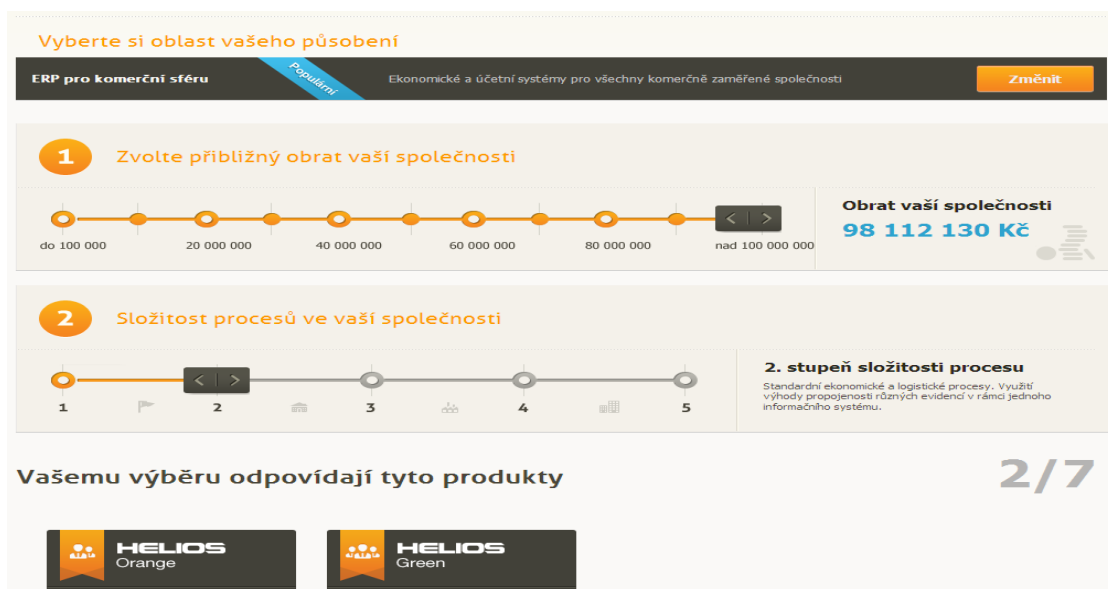 Vyberte si oblast vašeho působení
ERP pro komerční sféru
Populární
Ekonomické a účetní systémy pro všechny komerčně zaměřené společnosti
Změnit
1 Zvolte přibližný obrat vaší společnosti
do 100 000 20 000 000 40 000 000 60 000 000 80 000 000 nad 100 000 000
Obrat vaší společnosti
98 112 130 Kč
2 Složitost procesů ve vaší společnosti
1 2 3 4 5
2. stupeň složitosti procesu
Standardní ekonomické a logistické procesy. Využití
výhody propojenosti různých evidencí v rámci jednoho
informačního systému.
Vašemu výběru odpovídají tyto produkty
2/7
HELIOS
Orange
HELIOS
Green